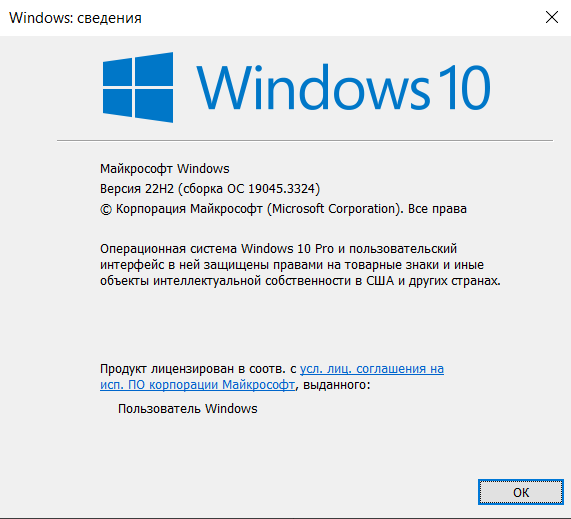 Windows: сведения
Windows 10
Майкрософт Windows
Версия 22H2 (сборка ОС 19045.3324)
© Корпорация Майкрософт (Microsoft Corporation). Все права
Операционная система Windows 10 Pro и пользовательский
интерфейс в ней защищены правами на товарные знаки и иные
объекты интеллектуальной собственности в США и других странах.
Продукт лицензирован в соотв. с усл. лиц. соглашения на
исп. ПО корпорации Майкрософт, выданного:
Пользователь Windows
ОК